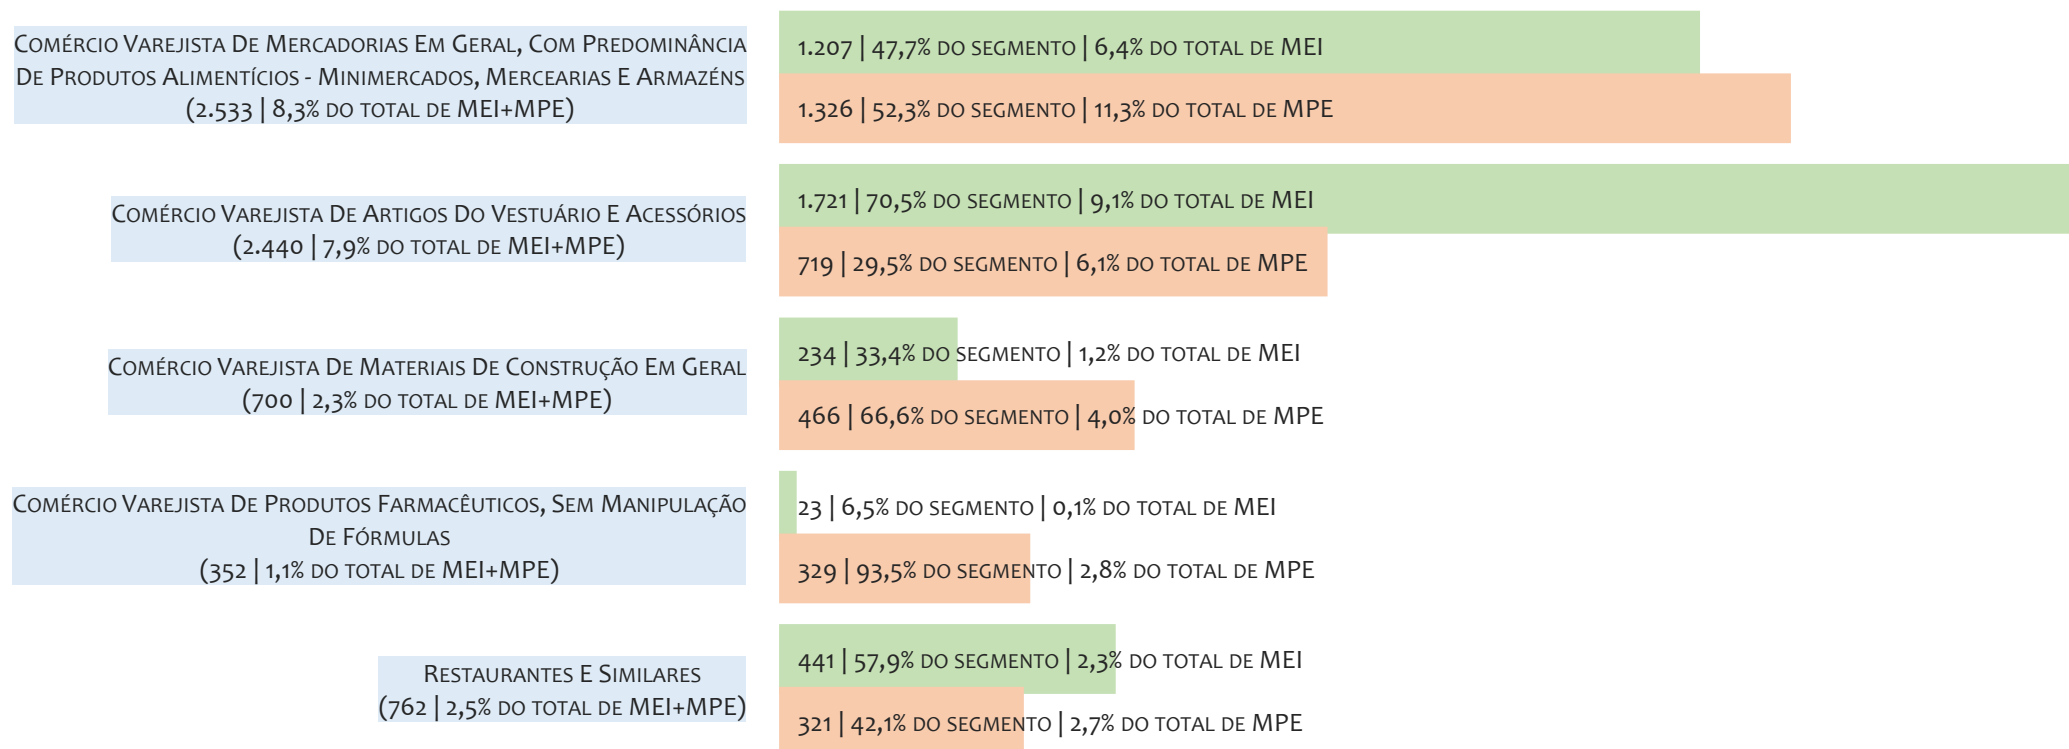 Comércio Varejista De Mercadorias Em Geral, Com Predominância
De Produtos Alimentícios - Minimercados, Mercearias E Armazéns
(2.533 | 8,3% do total de MEI+MPE)
1.207 | 47,7% do segmento | 6,4% do total de MEI
1.326 | 52,3% do segmento | 11,3% do total de MPE
Comércio Varejista De Artigos Do Vestuário E Acessórios
(2.440 | 7,9% do total de MEI+MPE)
1.721 | 70,5% do segmento | 9,1% do total de MEI
719 | 29,5% do segmento | 6,1% do total de MPE
Comércio Varejista De Materiais De Construção Em Geral
(700 | 2,3% do total de MEI+MPE)
234 | 33,4% do segmento | 1,2% do total de MEI
466 | 66,6% do segmento | 4,0% do total de MPE
Comércio Varejista De Produtos Farmacêuticos, Sem Manipulação
De Fórmulas
(352 | 1,1% do total de MEI+MPE)
23 | 6,5% do segmento | 0,1% do total de MEI
329 | 93,5% do segmento | 2,8% do total de MPE
Restaurantes E Similares
(762 | 2,5% do total de MEI+MPE)
441 | 57,9% do segmento | 2,3% do total de MEI
321 | 42,1% do segmento | 2,7% do total de MPE